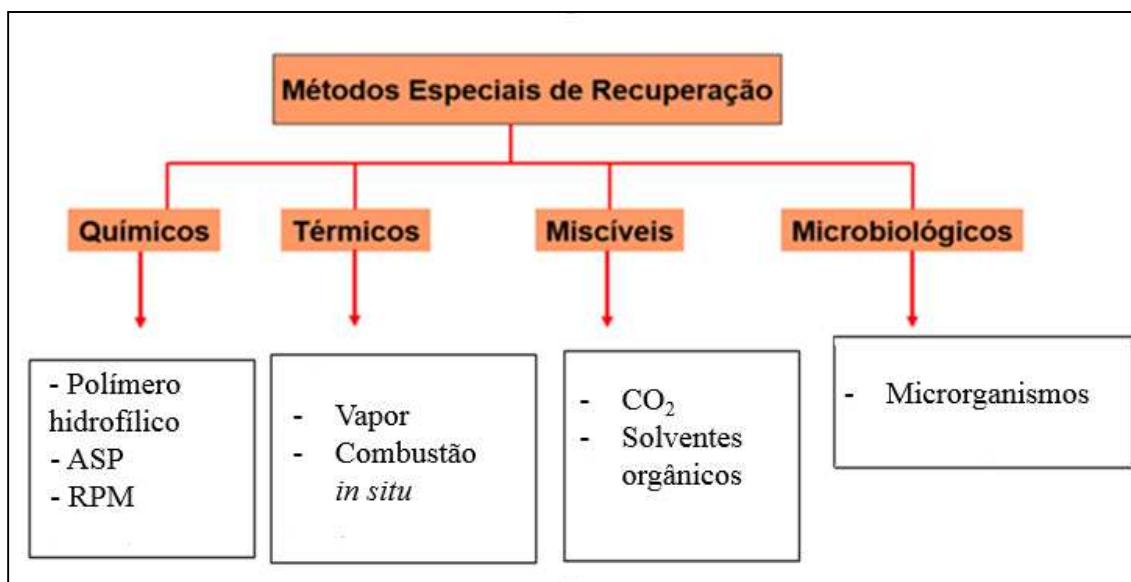 Métodos Especiais de Recuperação
Químicos
Térmicos
Miscíveis
Microbiológicos
- Polímero
hidrofílico
- ASP
- RPM
- Vapor
- Combustão
in situ
- CO₂
- Solventes
orgânicos
- Microrganismos